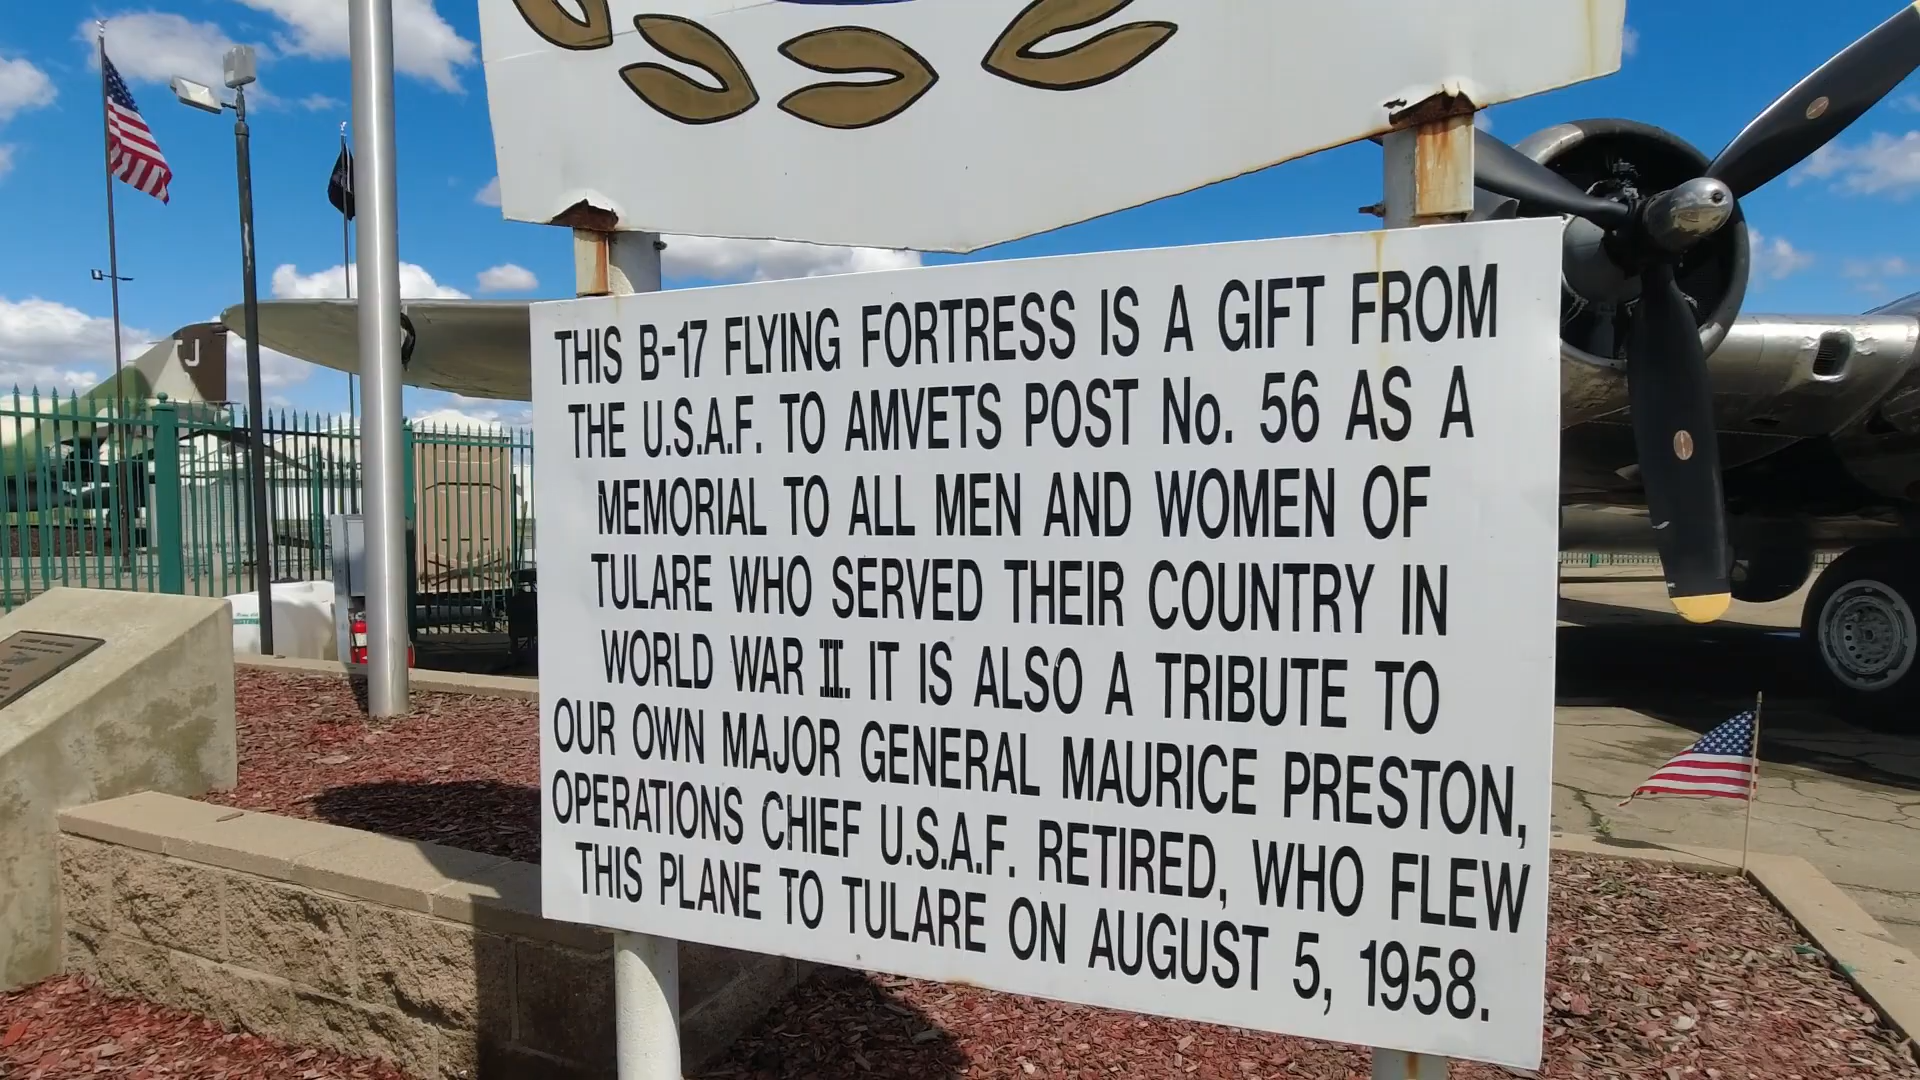 THIS B-17 FLYING FORTRESS IS A GIFT FROM
THE U.S.A.F. TO AMVETS POST No. 56 AS A
MEMORIAL TO ALL MEN AND WOMEN OF
TULARE WHO SERVED THEIR COUNTRY IN
WORLD WAR II. IT IS ALSO A TRIBUTE TO
OUR OWN MAJOR GENERAL MAURICE PRESTON,
OPERATIONS CHIEF U.S.A.F. RETIRED, WHO FLEW
THIS PLANE TO TULARE ON AUGUST 5, 1958.